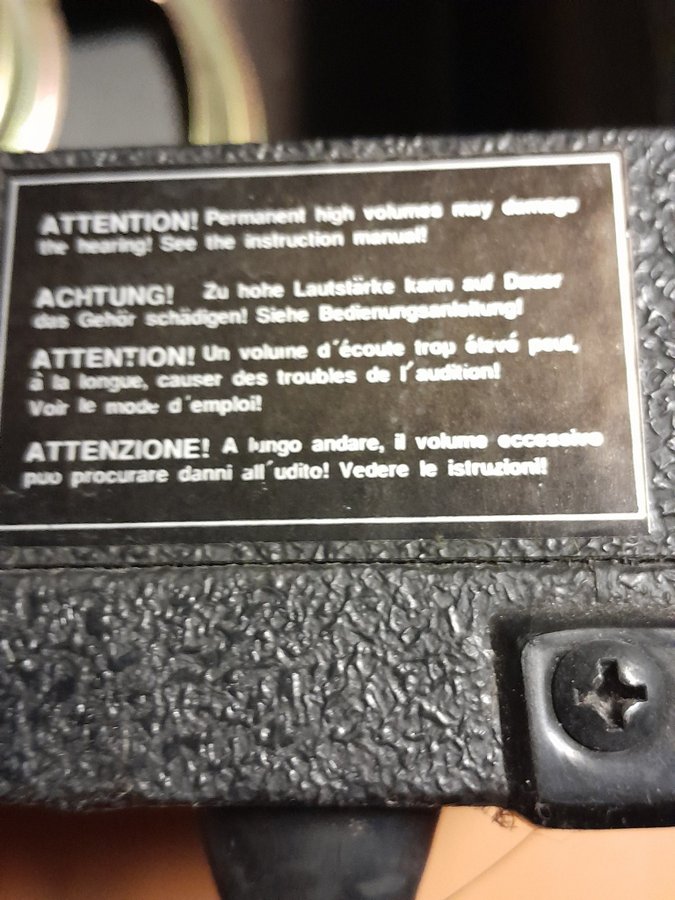 ATTENTION! Permanent high volumes may damage
the hearing! See the instruction manual!
ACHTUNG! Zu hohe Lautstärke kann auf Dauer
das Gehör schädigen! Siehe Bedienungsanleitung!
ATTENTION! Un volume d´écoute trop élevé peut,
à la longue, causer des troubles de l´audition!
Voir le mode d´emploi!
ATTENZIONE! A lungo andare, il volume eccessivo
puo procurare danni all´udito! Vedere le istruzioni!